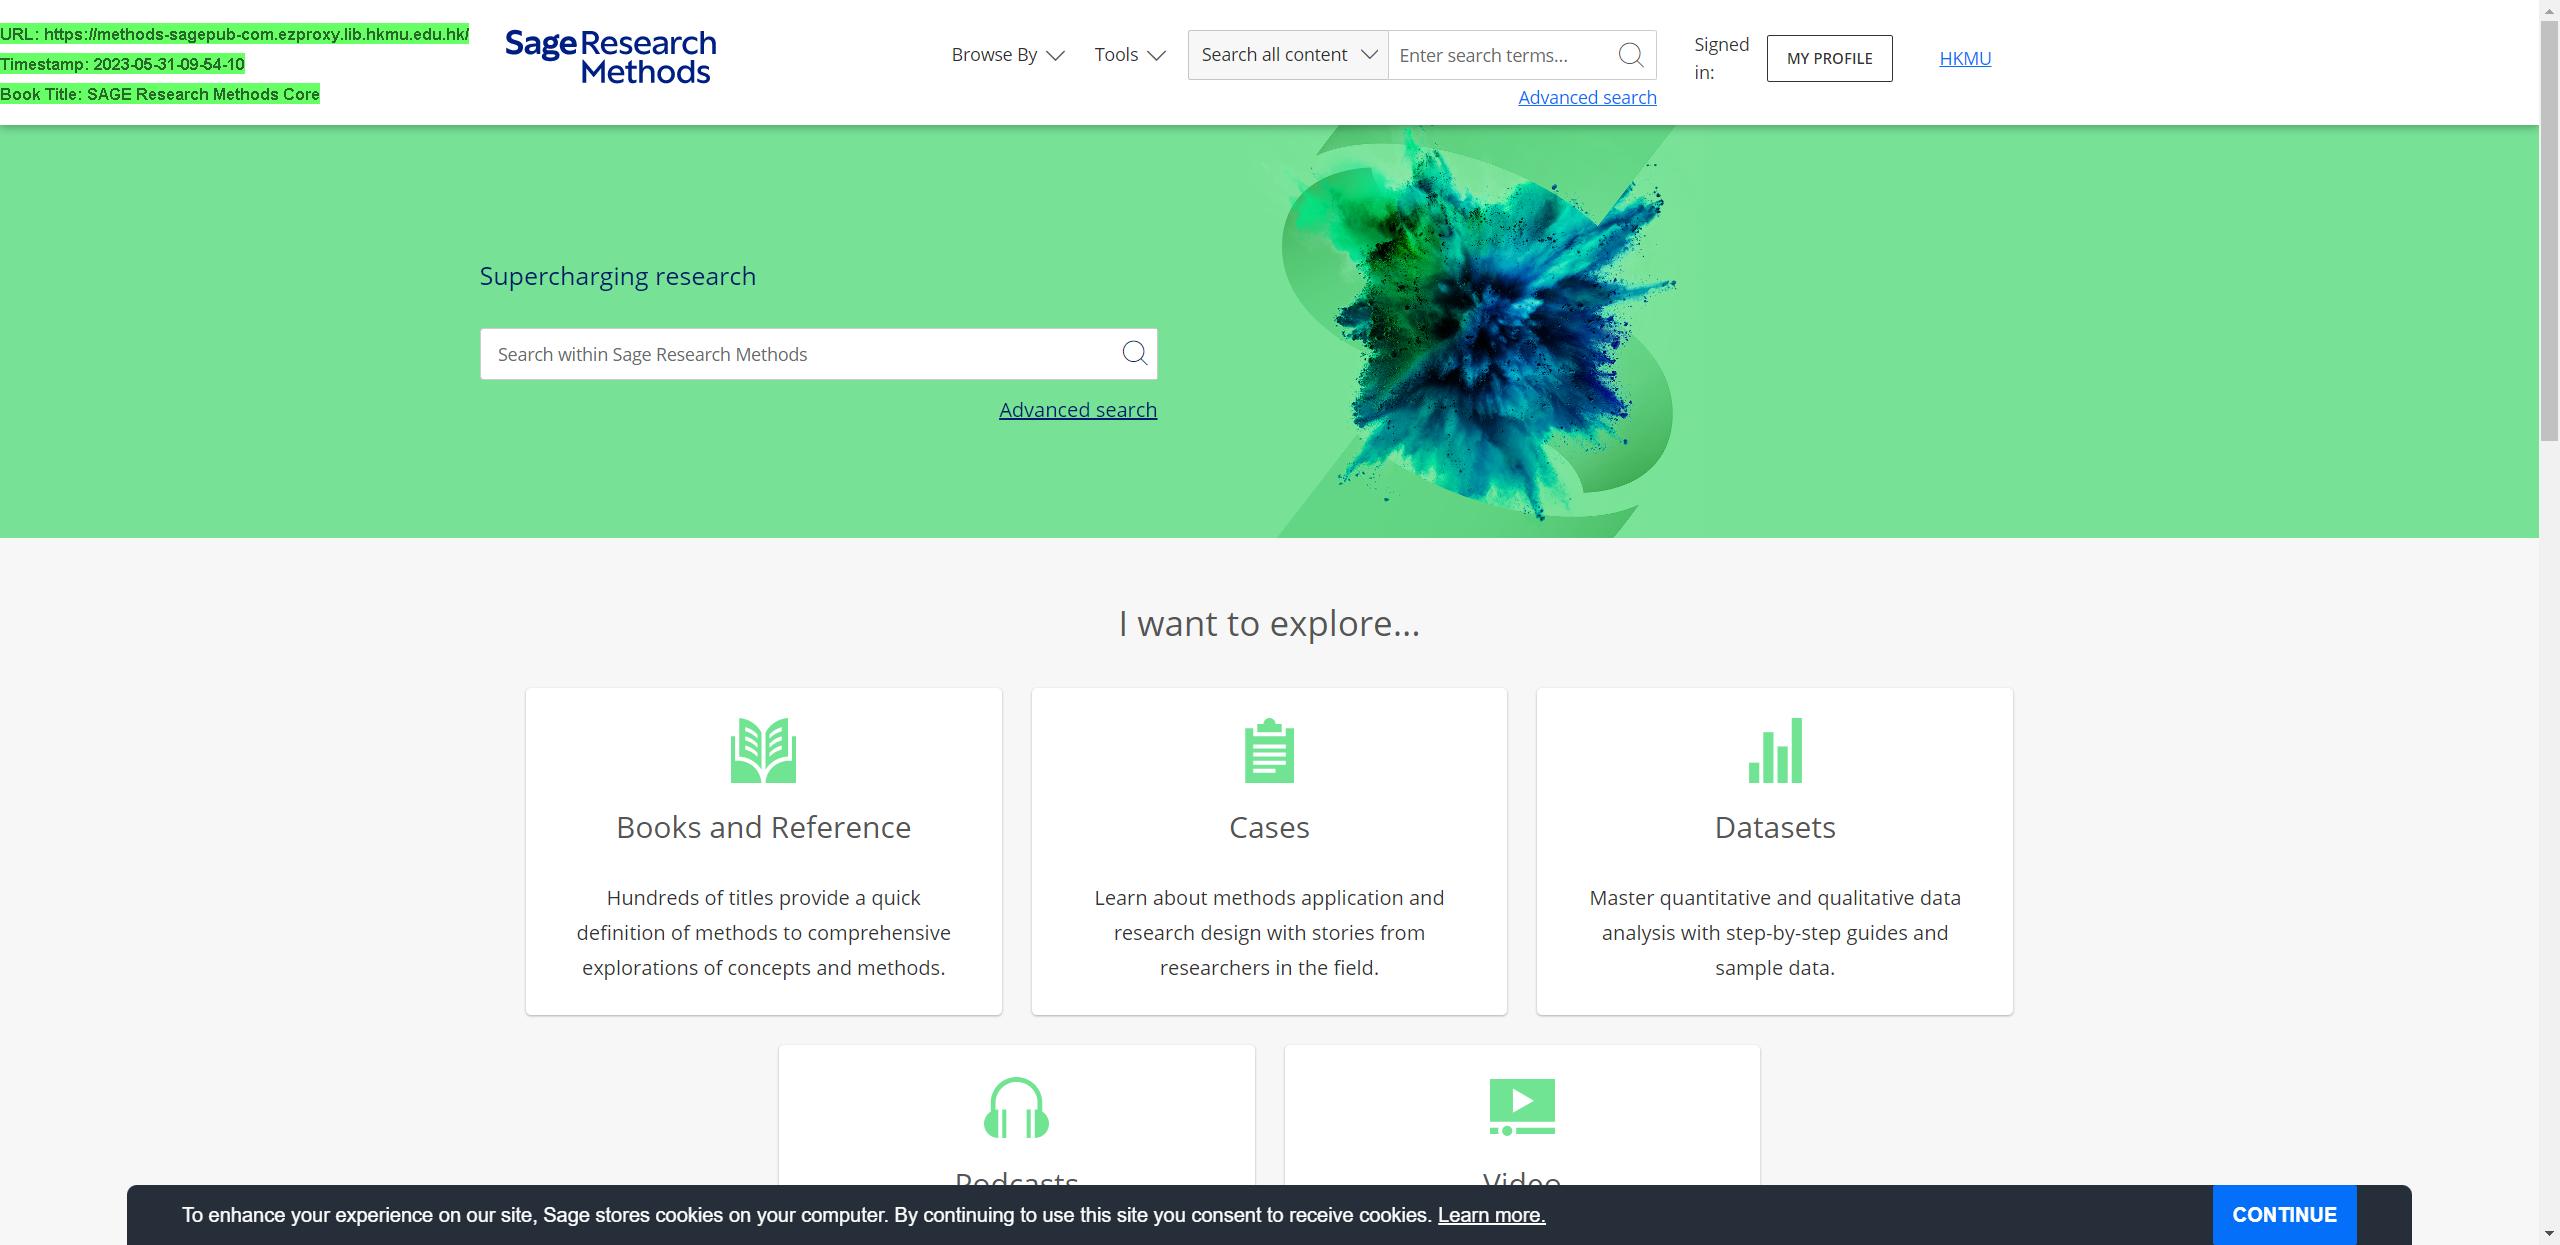 URL: https://methods-sagepub-com.ezproxy.lib.hkmu.edu.hk/
Timestamp: 2023-05-31-09-54-10
Book Title: SAGE Research Methods Core
Sage Research
Methods
Browse By
Tools
Search all content
Enter search terms...
Advanced search
Signed
in:
MY PROFILE
HKMU
Supercharging research
Search within Sage Research Methods
Advanced search
I want to explore...
Books and Reference
Hundreds of titles provide a quick
definition of methods to comprehensive
explorations of concepts and methods.
Cases
Learn about methods application and
research design with stories from
researchers in the field.
Datasets
Master quantitative and qualitative data
analysis with step-by-step guides and
sample data.
Podcasts
Video
To enhance your experience on our site, Sage stores cookies on your computer. By continuing to use this site you consent to receive cookies. Learn more.
CONTINUE